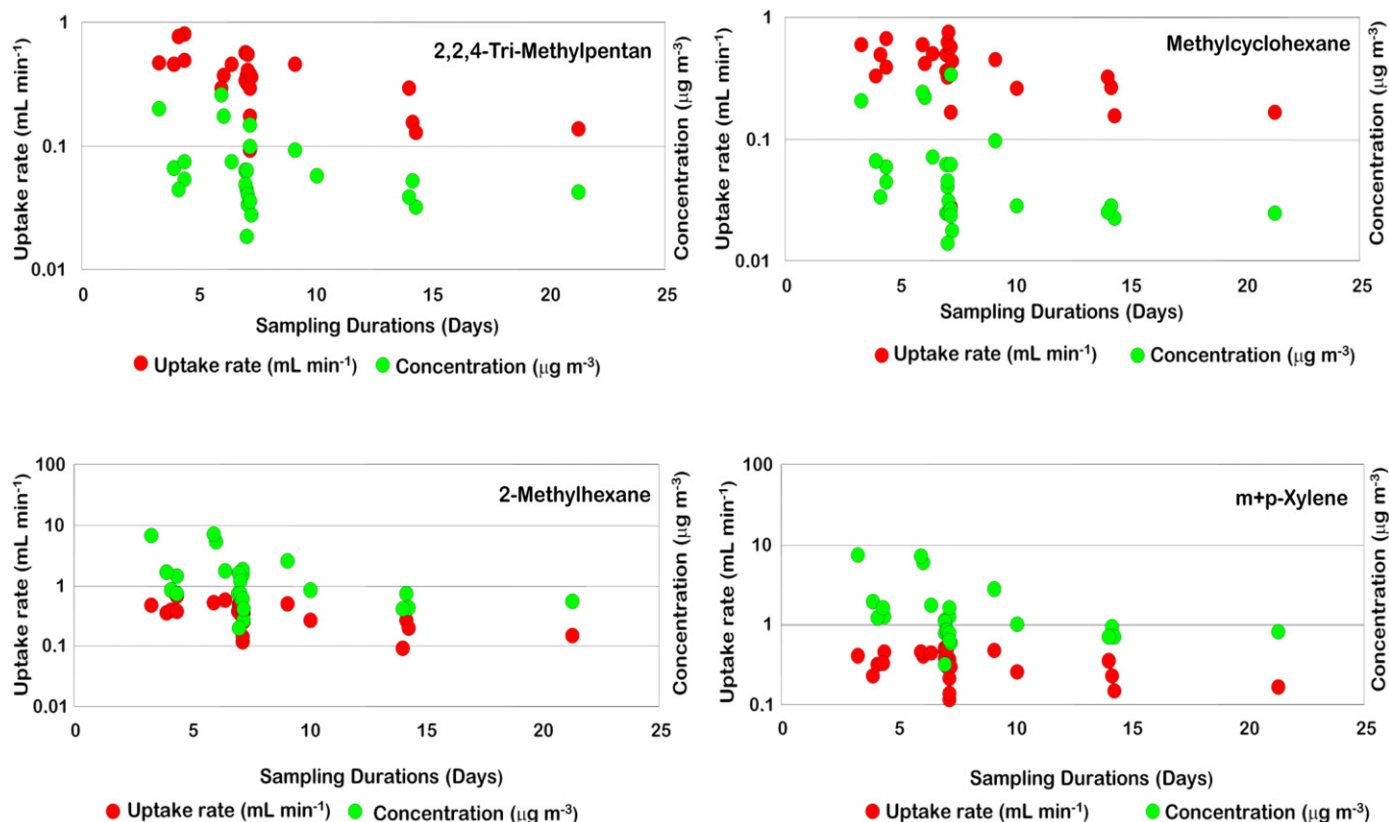 2,2,4-Tri-Methylpentan
Uptake rate (mL min-1)
Concentration (µg m-3)
1
0.1
0.01
0 5 10 15 20 25
Sampling Durations (Days)
Uptake rate (mL min-1) Concentration (µg m-3)
Methylcyclohexane
Uptake rate (mL min-1)
Concentration (µg m-3)
1
0.1
0.01
0 5 10 15 20 25
Sampling Durations (Days)
Uptake rate (mL min-1) Concentration (µg m-3)
2-Methylhexane
Uptake rate (mL min-1)
Concentration (µg m-3)
100
10
1
0.1
0.01
0 5 10 15 20 25
Sampling Durations (Days)
Uptake rate (mL min-1) Concentration (µg m-3)
m+p-Xylene
Uptake rate (mL min-1)
Concentration (µg m-3)
100
10
1
0.1
0 5 10 15 20 25
Sampling Durations (Days)
Uptake rate (mL min-1) Concentration (µg m-3)